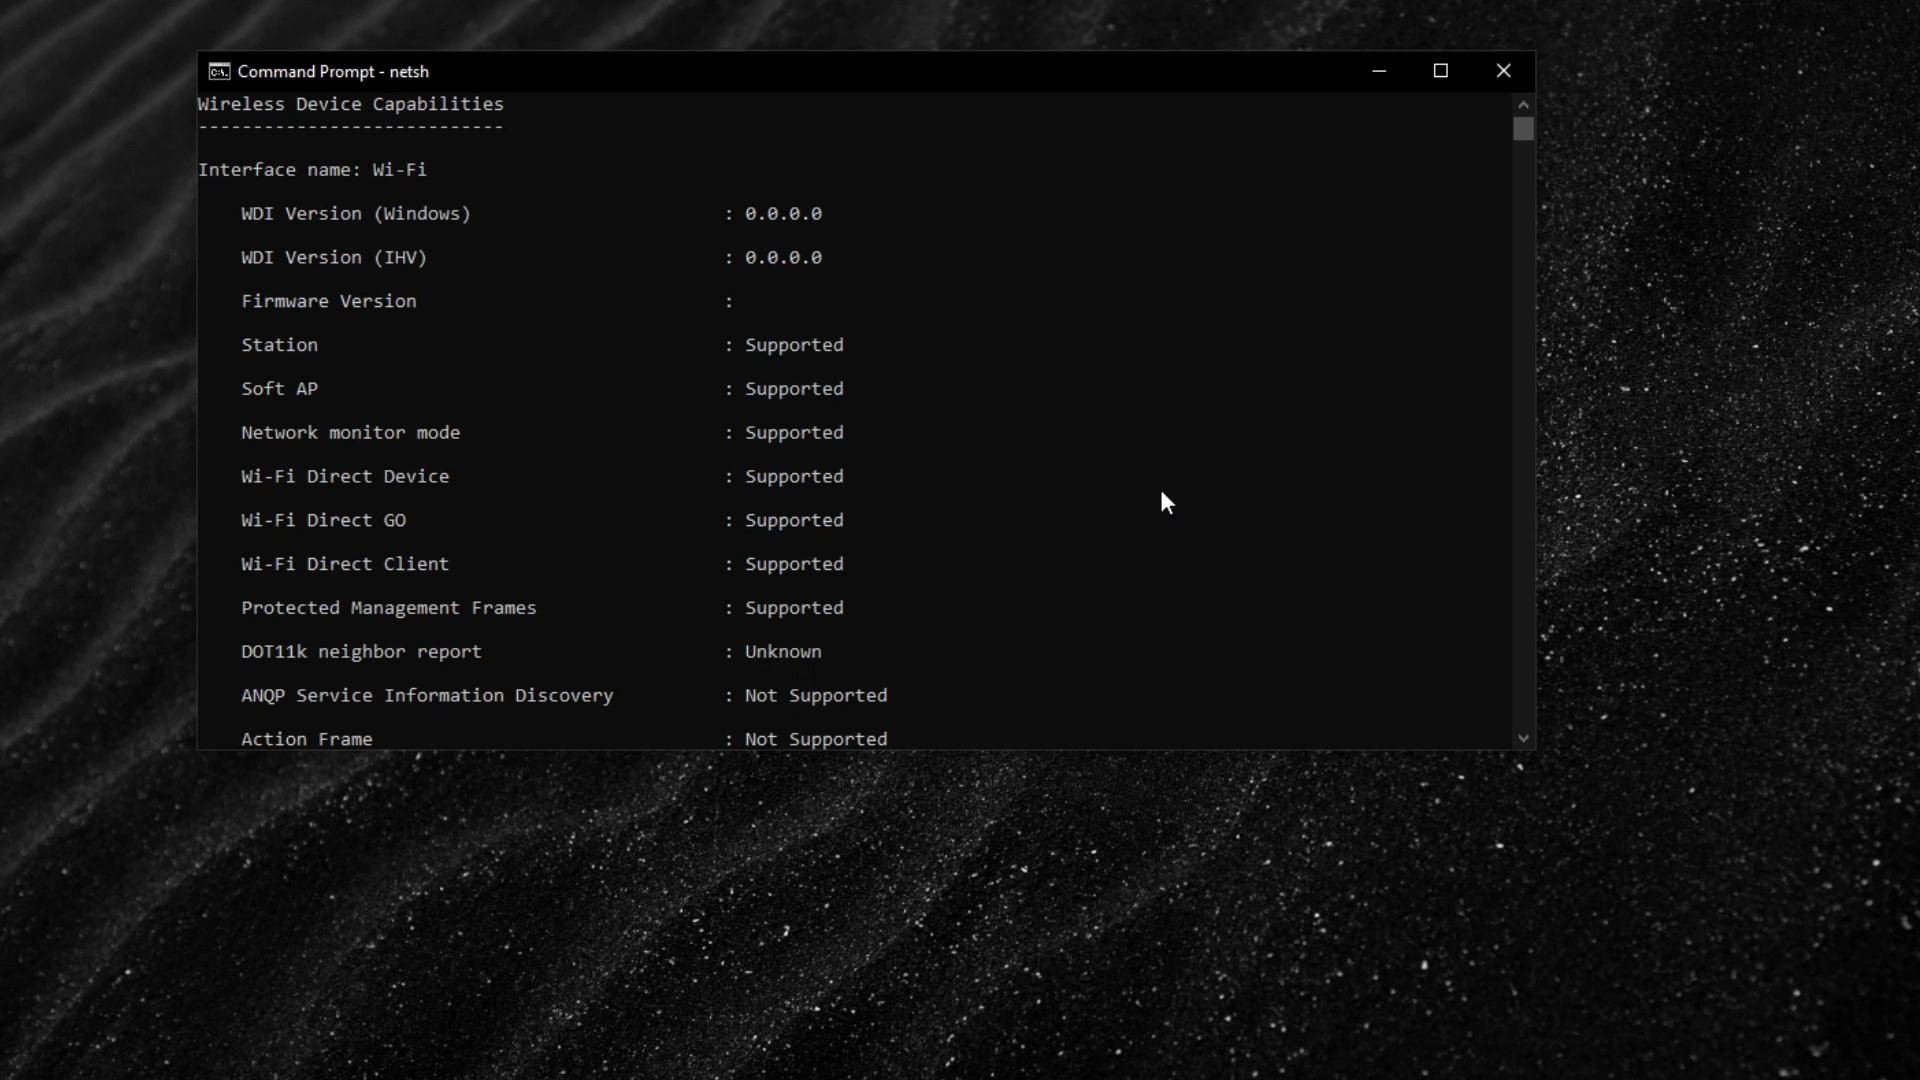 Command Prompt - netsh
Wireless Device Capabilities
----------------------------
Interface name: Wi-Fi
WDI Version (Windows) : 0.0.0.0
WDI Version (IHV) : 0.0.0.0
Firmware Version :
Station : Supported
Soft AP : Supported
Network monitor mode : Supported
Wi-Fi Direct Device : Supported
Wi-Fi Direct GO : Supported
Wi-Fi Direct Client : Supported
Protected Management Frames : Supported
DOT11k neighbor report : Unknown
ANQP Service Information Discovery : Not Supported
Action Frame : Not Supported